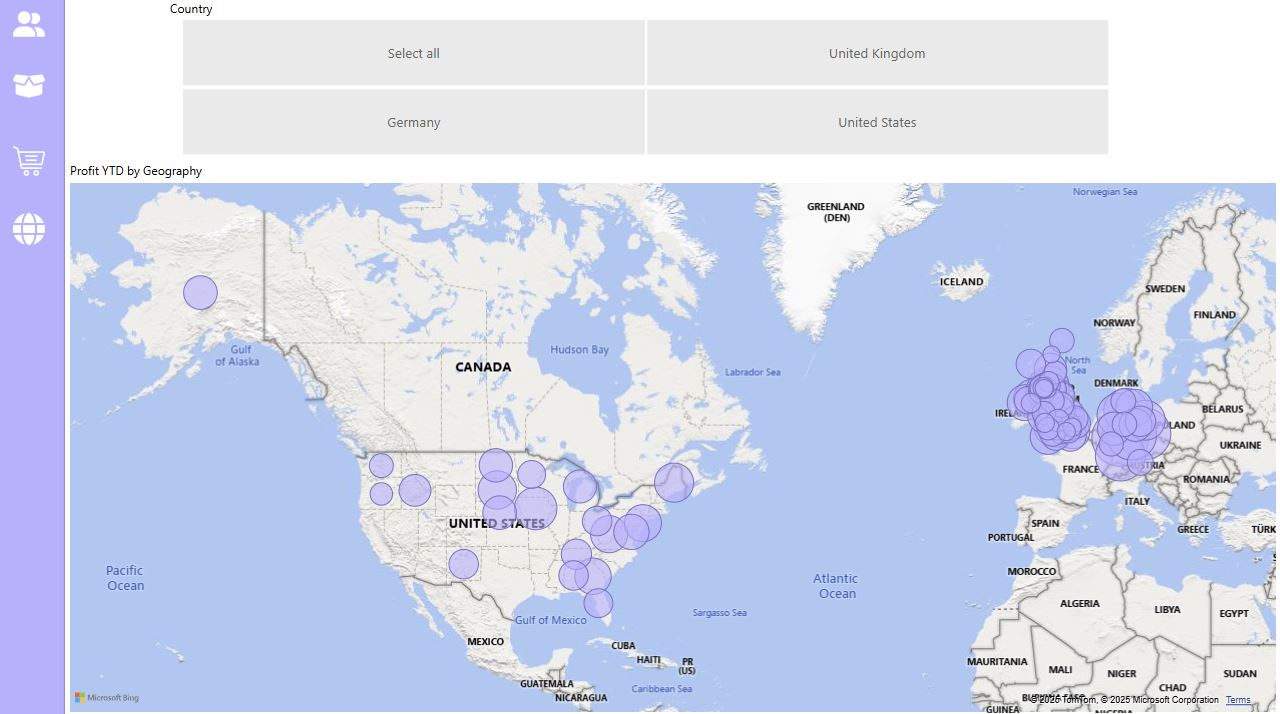 Country
Select all
United Kingdom
Germany
United States
Profit YTD by Geography
Norwegian Sea
GREENLAND
(DEN)
ICELAND
SWEDEN
FINLAND
NORWAY
Gulf
of Alaska
Hudson Bay
CANADA
Labrador Sea
North
Sea
DENMARK
BELARUS
UKRAINE
FRANCE
ROMANIA
ITALY
UNITED STATES
SPAIN
GREECE
TÜRK
PORTUGAL
Pacific
Ocean
Atlantic
Ocean
MOROCCO
ALGERIA
LIBYA
EGYPT
Gulf of Mexico
Sargasso Sea
MEXICO
CUBA
HAITI
PR
(US)
MAURITANIA
MALI
NIGER
SUDAN
CHAD
GUATEMALA
Caribbean Sea
NICARAGUA
GUINEA
Microsoft Bing
© 2025 TomTom, © 2025 Microsoft Corporation
Terms